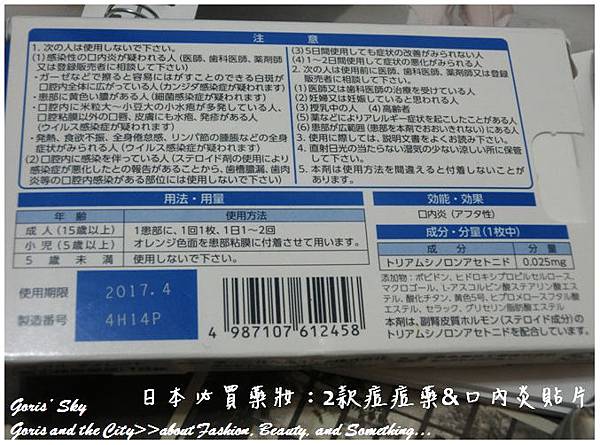 注 意
1. 次の人は使用しないで下さい。
(1) 感染性の口内炎が疑われる人 (医師、歯科医師、薬剤師
又は登録販売者に相談して下さい)
・ガーゼなどで擦ると容易にはがすことのできる白斑が
口腔内全体に広がっている人 (カンジダ感染症が疑われます)
・患部に黄色い膿がある人 (細菌感染症が疑われます)
・口腔内に米粒大〜小豆大の小水疱が多発している人、
口腔粘膜以外の口唇、皮膚にも水疱、発疹がある人
(ウイルス感染症が疑われます)
・発熱、食欲不振、全身倦怠感、リンパ節の腫脹などの全身
症状がみられる人 (ウイルス感染症が疑われます)
(2) 口腔内に感染を伴っている人 (ステロイド剤の使用により
感染症が悪化したとの報告があることから、歯槽膿漏、歯肉
炎等の口腔内感染がある部位には使用しないで下さい)
(3) 5日間使用しても症状の改善がみられない人
(4) 1〜2日間使用して症状の悪化がみられる人
2. 次の人は使用前に医師、歯科医師、薬剤師又は登録
販売者に相談して下さい。
(1) 医師又は歯科医師の治療を受けている人
(2) 妊婦又は妊娠していると思われる人
(3) 授乳中の人 (4) 高齢者
(5) 薬などによりアレルギー症状を起こしたことがある人
(6) 患部が広範囲 (患部を本剤でおおいきれない) にある人
3. 使用に際しては、説明文書をよくお読み下さい。
4. 直射日光の当たらない湿気の少ない涼しい所に保管
して下さい。
5. 本剤は使用方法を間違えると付着しないことが
あります。
用法・用量
年 齢 使用方法
成 人 (15歳以上) 1患部に、1回1枚、1日1〜2回
小 児 (5歳以上) オレンジ色面を患部粘膜に付着させて用います。
5 歳 未 満 使用しないで下さい。
効能・効果
口内炎 (アフタ性)
成分・分量 (1枚中)
成 分 分 量
トリアムシノロンアセトニド 0.025mg
添加物：ポビドン、ヒドロキシプロピルセルロース、
マクロゴール、L-アスコルビン酸ステアリン酸エス
テル、酸化チタン、黄色5号、ヒプロメロースフタル酸
エステル、セラック、グリセリン脂肪酸エステル
本剤は、副腎皮質ホルモン (ステロイド成分) の
トリアムシノロンアセトニドを配合しています。
使用期限 2017. 4
製造番号 4H14P
4 987107 612458
日本必買藥妝：2款痘痘藥&口內炎貼片
Goris' Sky
Goris and the City>>about Fashion, Beauty, and Something...